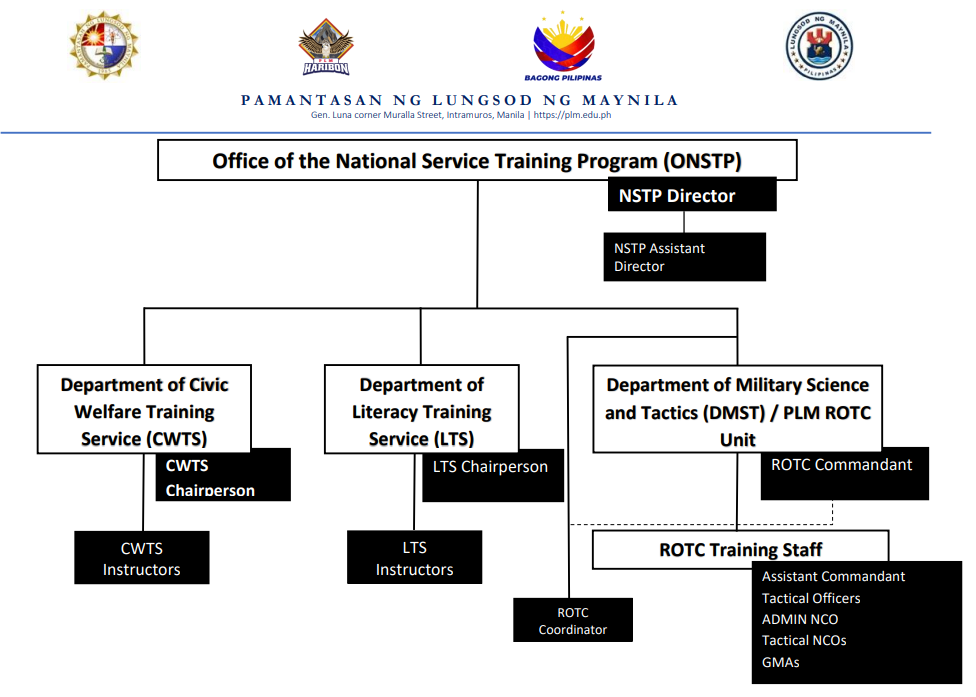 PLM
HARIBON
BAGONG PILIPINAS
LUNGSOD NG MAYNILA
PILIPINAS
PAMANTASAN NG LUNGSOD NG MAYNILA
Gen. Luna corner Muralla Street, Intramuros, Manila | https://plm.edu.ph
Office of the National Service Training Program (ONSTP)
NSTP Director
NSTP Assistant
Director
Department of Civic
Welfare Training
Service (CWTS)
CWTS
Chairperson
CWTS
Instructors
Department of
Literacy Training
Service (LTS)
LTS Chairperson
LTS
Instructors
Department of Military Science
and Tactics (DMST) / PLM ROTC
Unit
ROTC Commandant
ROTC Training Staff
Assistant Commandant
Tactical Officers
ADMIN NCO
Tactical NCOs
GMAs
ROTC
Coordinator